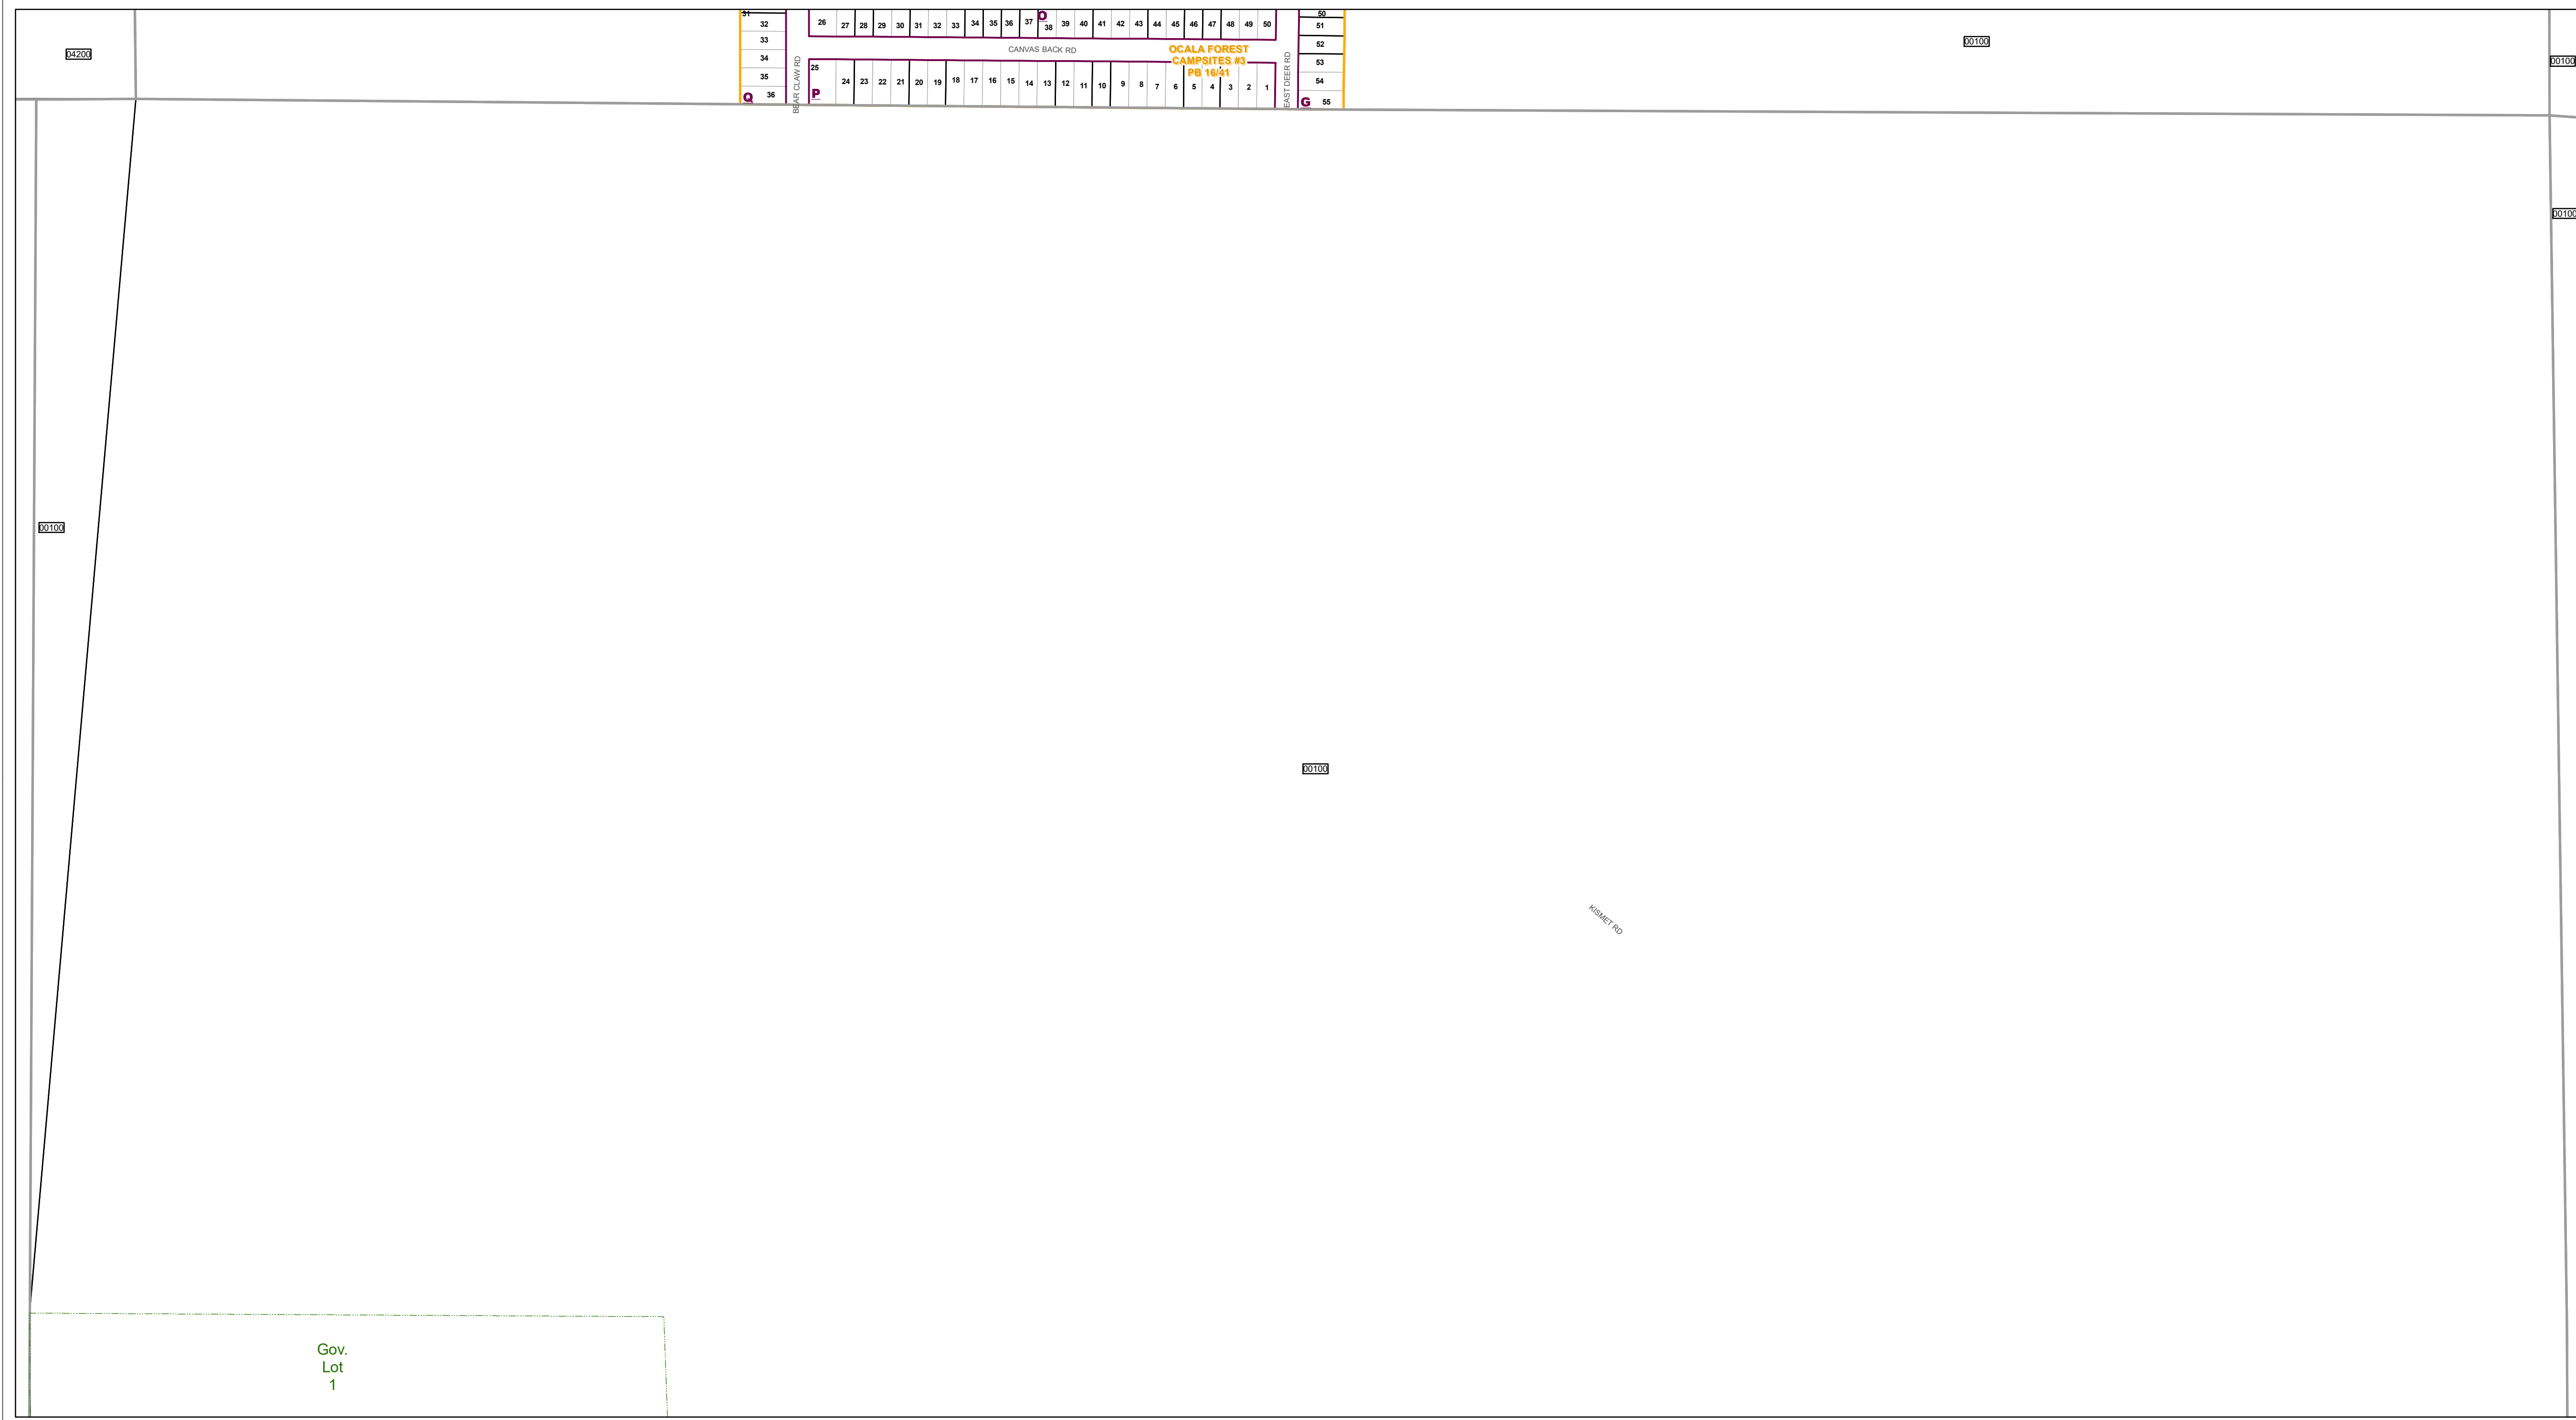 31
32
33
34
35
36
Q
BEAR CLAW RD
26 27 28 29 30 31 32 33 34 35 36 37 38 39 40 41 42 43 44 45 46 47 48 49 50
O
CANVAS BACK RD
OCALA FOREST
CAMPSITES #3
PB 16/41
25 24 23 22 21 20 19 18 17 16 15 14 13 12 11 10 9 8 7 6 5 4 3 2 1
P
EAST DEER RD
50
51
52
53
54
55
G
04200
00100
00100
00100
00100
00100
KISMET RD
Gov.
Lot
1